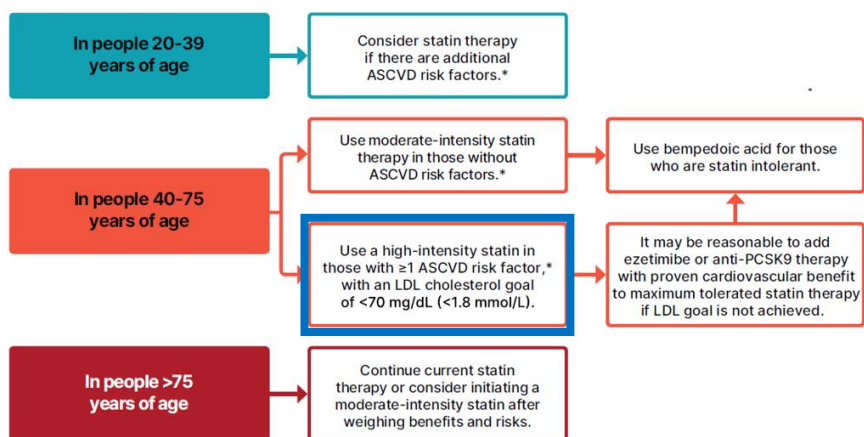 In people 20-39
years of age
Consider statin therapy
if there are additional
ASCVD risk factors.*
In people 40-75
years of age
Use moderate-intensity statin
therapy in those without
ASCVD risk factors.*
Use bempedoic acid for those
who are statin intolerant.
Use a high-intensity statin in
those with ≥1 ASCVD risk factor,*
with an LDL cholesterol goal
of <70 mg/dL (<1.8 mmol/L).
It may be reasonable to add
ezetimibe or anti-PCSK9 therapy
with proven cardiovascular benefit
to maximum tolerated statin therapy
if LDL goal is not achieved.
In people >75
years of age
Continue current statin
therapy or consider initiating a
moderate-intensity statin after
weighing benefits and risks.